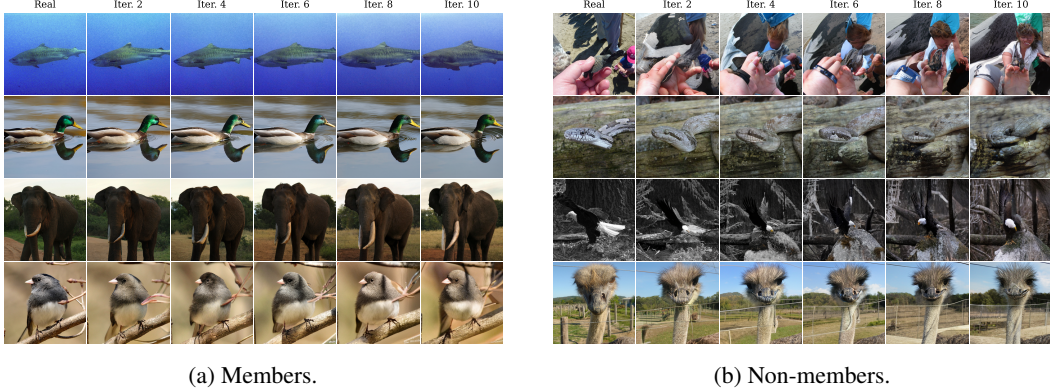 Real Iter. 2 Iter. 4 Iter. 6 Iter. 8 Iter. 10
Real Iter. 2 Iter. 4 Iter. 6 Iter. 8 Iter. 10
(a) Members.
(b) Non-members.